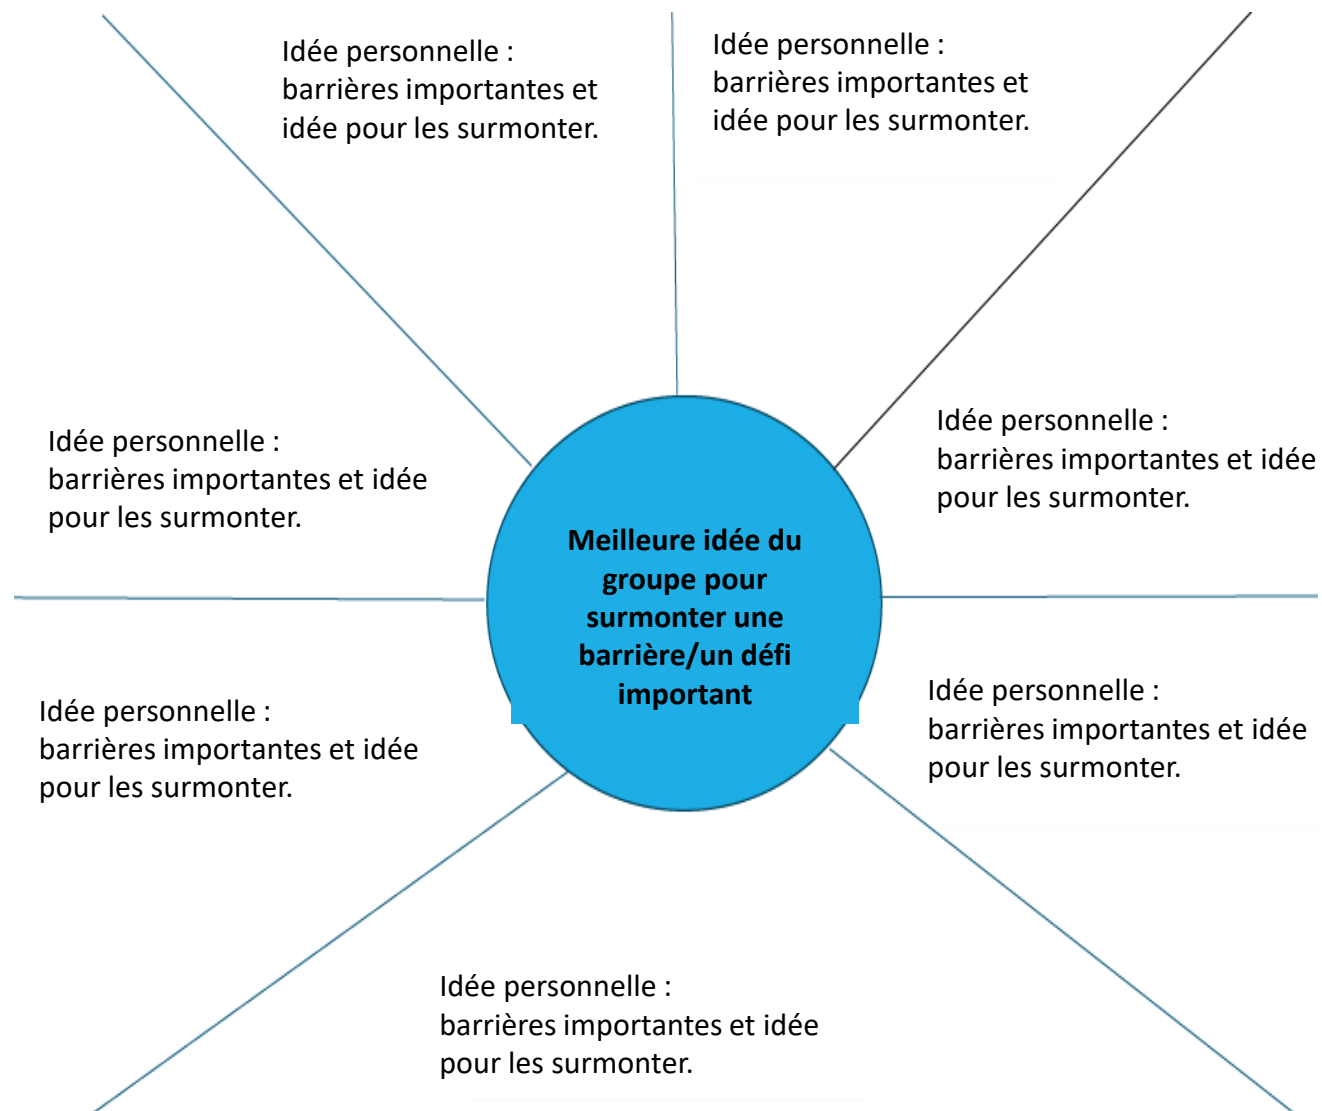 Idée personnelle :
barrières importantes et
idée pour les surmonter.
Idée personnelle :
barrières importantes et
idée pour les surmonter.
Idée personnelle :
barrières importantes et idée
pour les surmonter.
Idée personnelle :
barrières importantes et idée
pour les surmonter.
Meilleure idée du
groupe pour
surmonter une
barrière/un défi
important
Idée personnelle :
barrières importantes et idée
pour les surmonter.
Idée personnelle :
barrières importantes et idée
pour les surmonter.
Idée personnelle :
barrières importantes et idée
pour les surmonter.